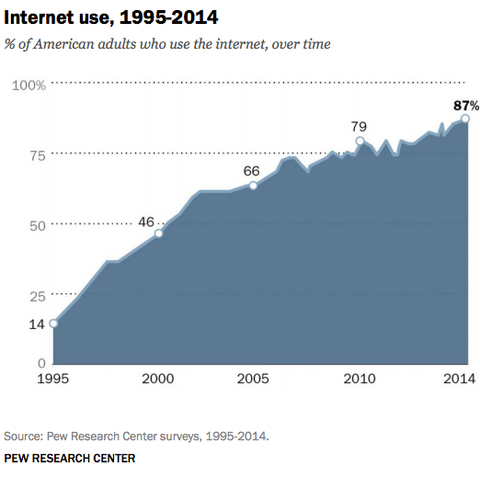 Internet use, 1995-2014
% of American adults who use the internet, over time
100%
87%
79
75
66
50
46
25
14
0
1995 2000 2005 2010 2014
Source: Pew Research Center surveys, 1995-2014.
PEW RESEARCH CENTER